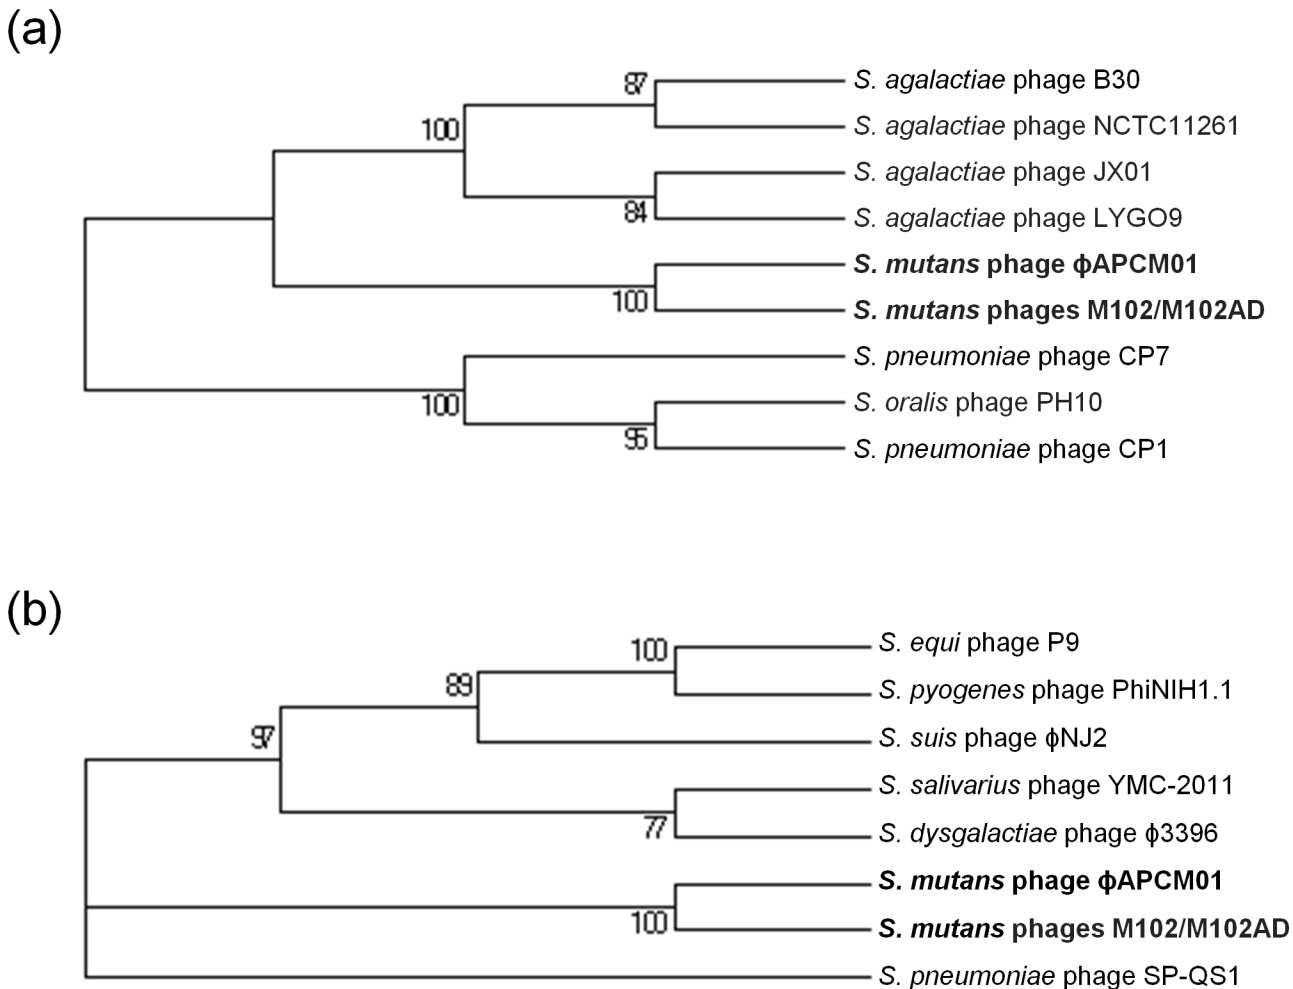 (a)
87
S. agalactiae phage B30
100
S. agalactiae phage NCTC11261
S. agalactiae phage JX01
84
S. agalactiae phage LYGO9
S. mutans phage ϕAPCM01
100
S. mutans phages M102/M102AD
S. pneumoniae phage CP7
100
S. oralis phage PH10
95
S. pneumoniae phage CP1
(b)
100
S. equi phage P9
89
S. pyogenes phage PhiNIH1.1
97
S. suis phage ϕNJ2
S. salivarius phage YMC-2011
77
S. dysgalactiae phage ϕ3396
S. mutans phage ϕAPCM01
100
S. mutans phages M102/M102AD
S. pneumoniae phage SP-QS1